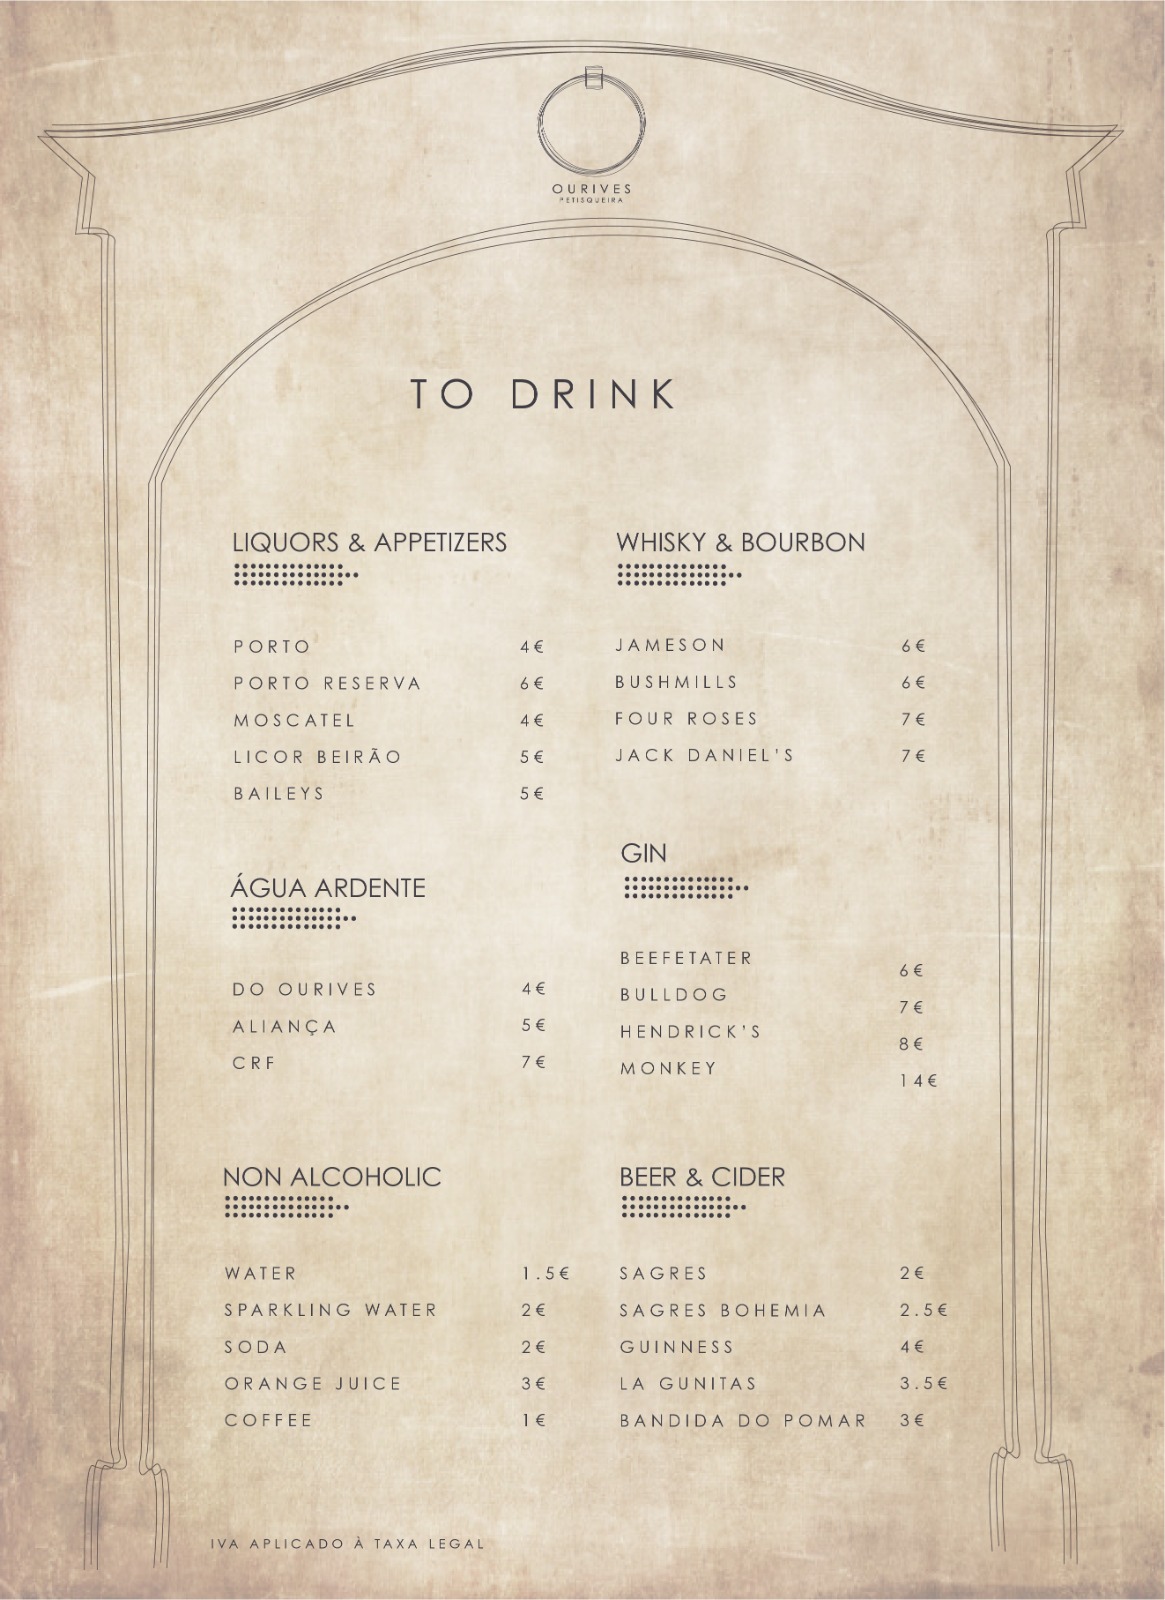 OURIVES
PETISQUEIRA
TO DRINK
LIQUORS & APPETIZERS
PORTO 4€
PORTO RESERVA 6€
MOSCATEL 4€
LICOR BEIRÃO 5€
BAILEYS 5€
ÁGUA ARDENTE
DO OURIVES 4€
ALIANÇA 5€
CRF 7€
NON ALCOHOLIC
WATER 1.5€
SPARKLING WATER 2€
SODA 2€
ORANGE JUICE 3€
COFFEE 1€
WHISKY & BOURBON
JAMESON 6€
BUSHMILLS 6€
FOUR ROSES 7€
JACK DANIEL'S 7€
GIN
BEEFETATER 6€
BULLDOG 7€
HENDRICK'S 8€
MONKEY 14€
BEER & CIDER
SAGRES 2€
SAGRES BOHEMIA 2.5€
GUINNESS 4€
LA GUNITAS 3.5€
BANDIDA DO POMAR 3€
IVA APLICADO À TAXA LEGAL